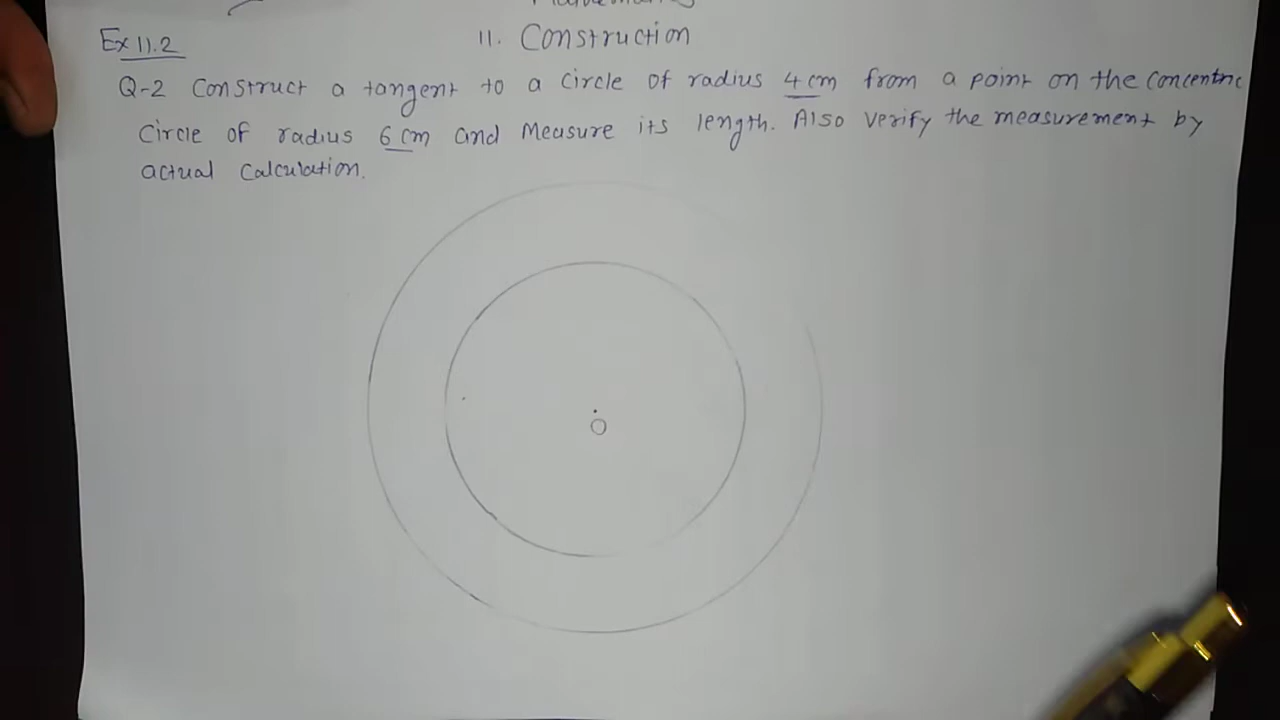 Ex 11.2
11. Construction
Q-2 Construct a tangent to a circle of radius 4 cm from a point on the concentric
circle of radius 6 cm and Measure its length. Also verify the measurement by
actual calculation.
O